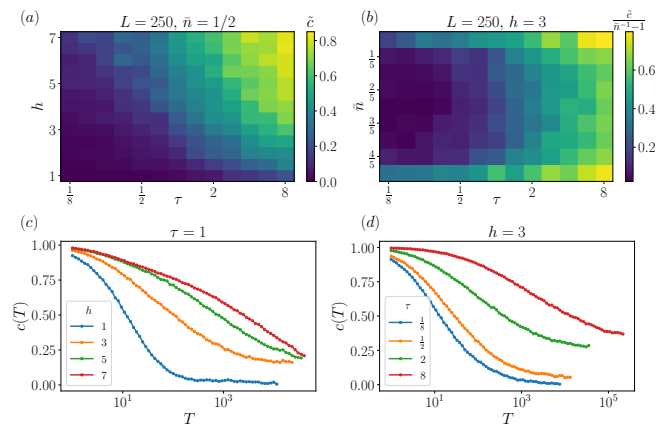 (a) L = 250, n̄ = 1/2 c̃
7
5
3
1
h
1/8 1/2 τ 2 8
0.8
0.6
0.4
0.2
0.0
(b) L = 250, h = 3 c̃/(n̄⁻¹−1)
1/5
2/5
3/5
4/5
n̄
1/8 1/2 τ 2 8
0.6
0.4
0.2
(c) τ = 1
1.00
0.75
0.50
0.25
0.00
c(T)
h
1
3
5
7
10¹ 10³
T
(d) h = 3
1.00
0.75
0.50
0.25
0.00
c(T)
τ
1/8
1/2
2
8
10¹ 10³ 10⁵
T